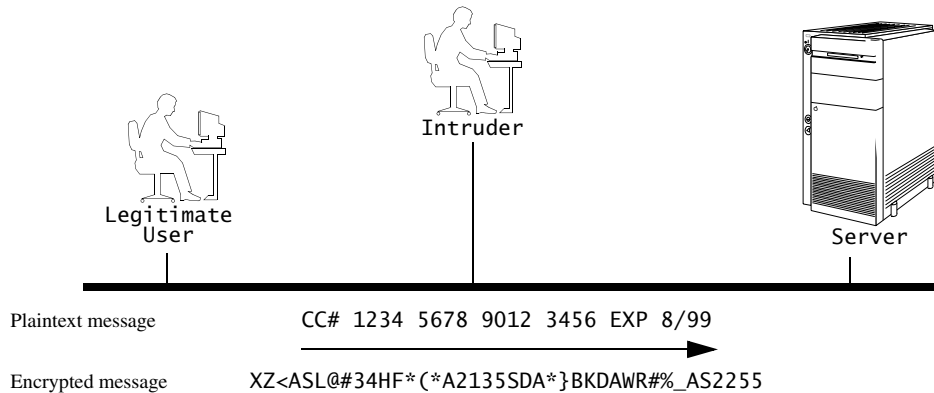 Intruder
Legitimate
User
Server
Plaintext message CC# 1234 5678 9012 3456 EXP 8/99
Encrypted message XZ<ASL@#34HF*(*A2135SDA*}BKDAWR#%_AS2255